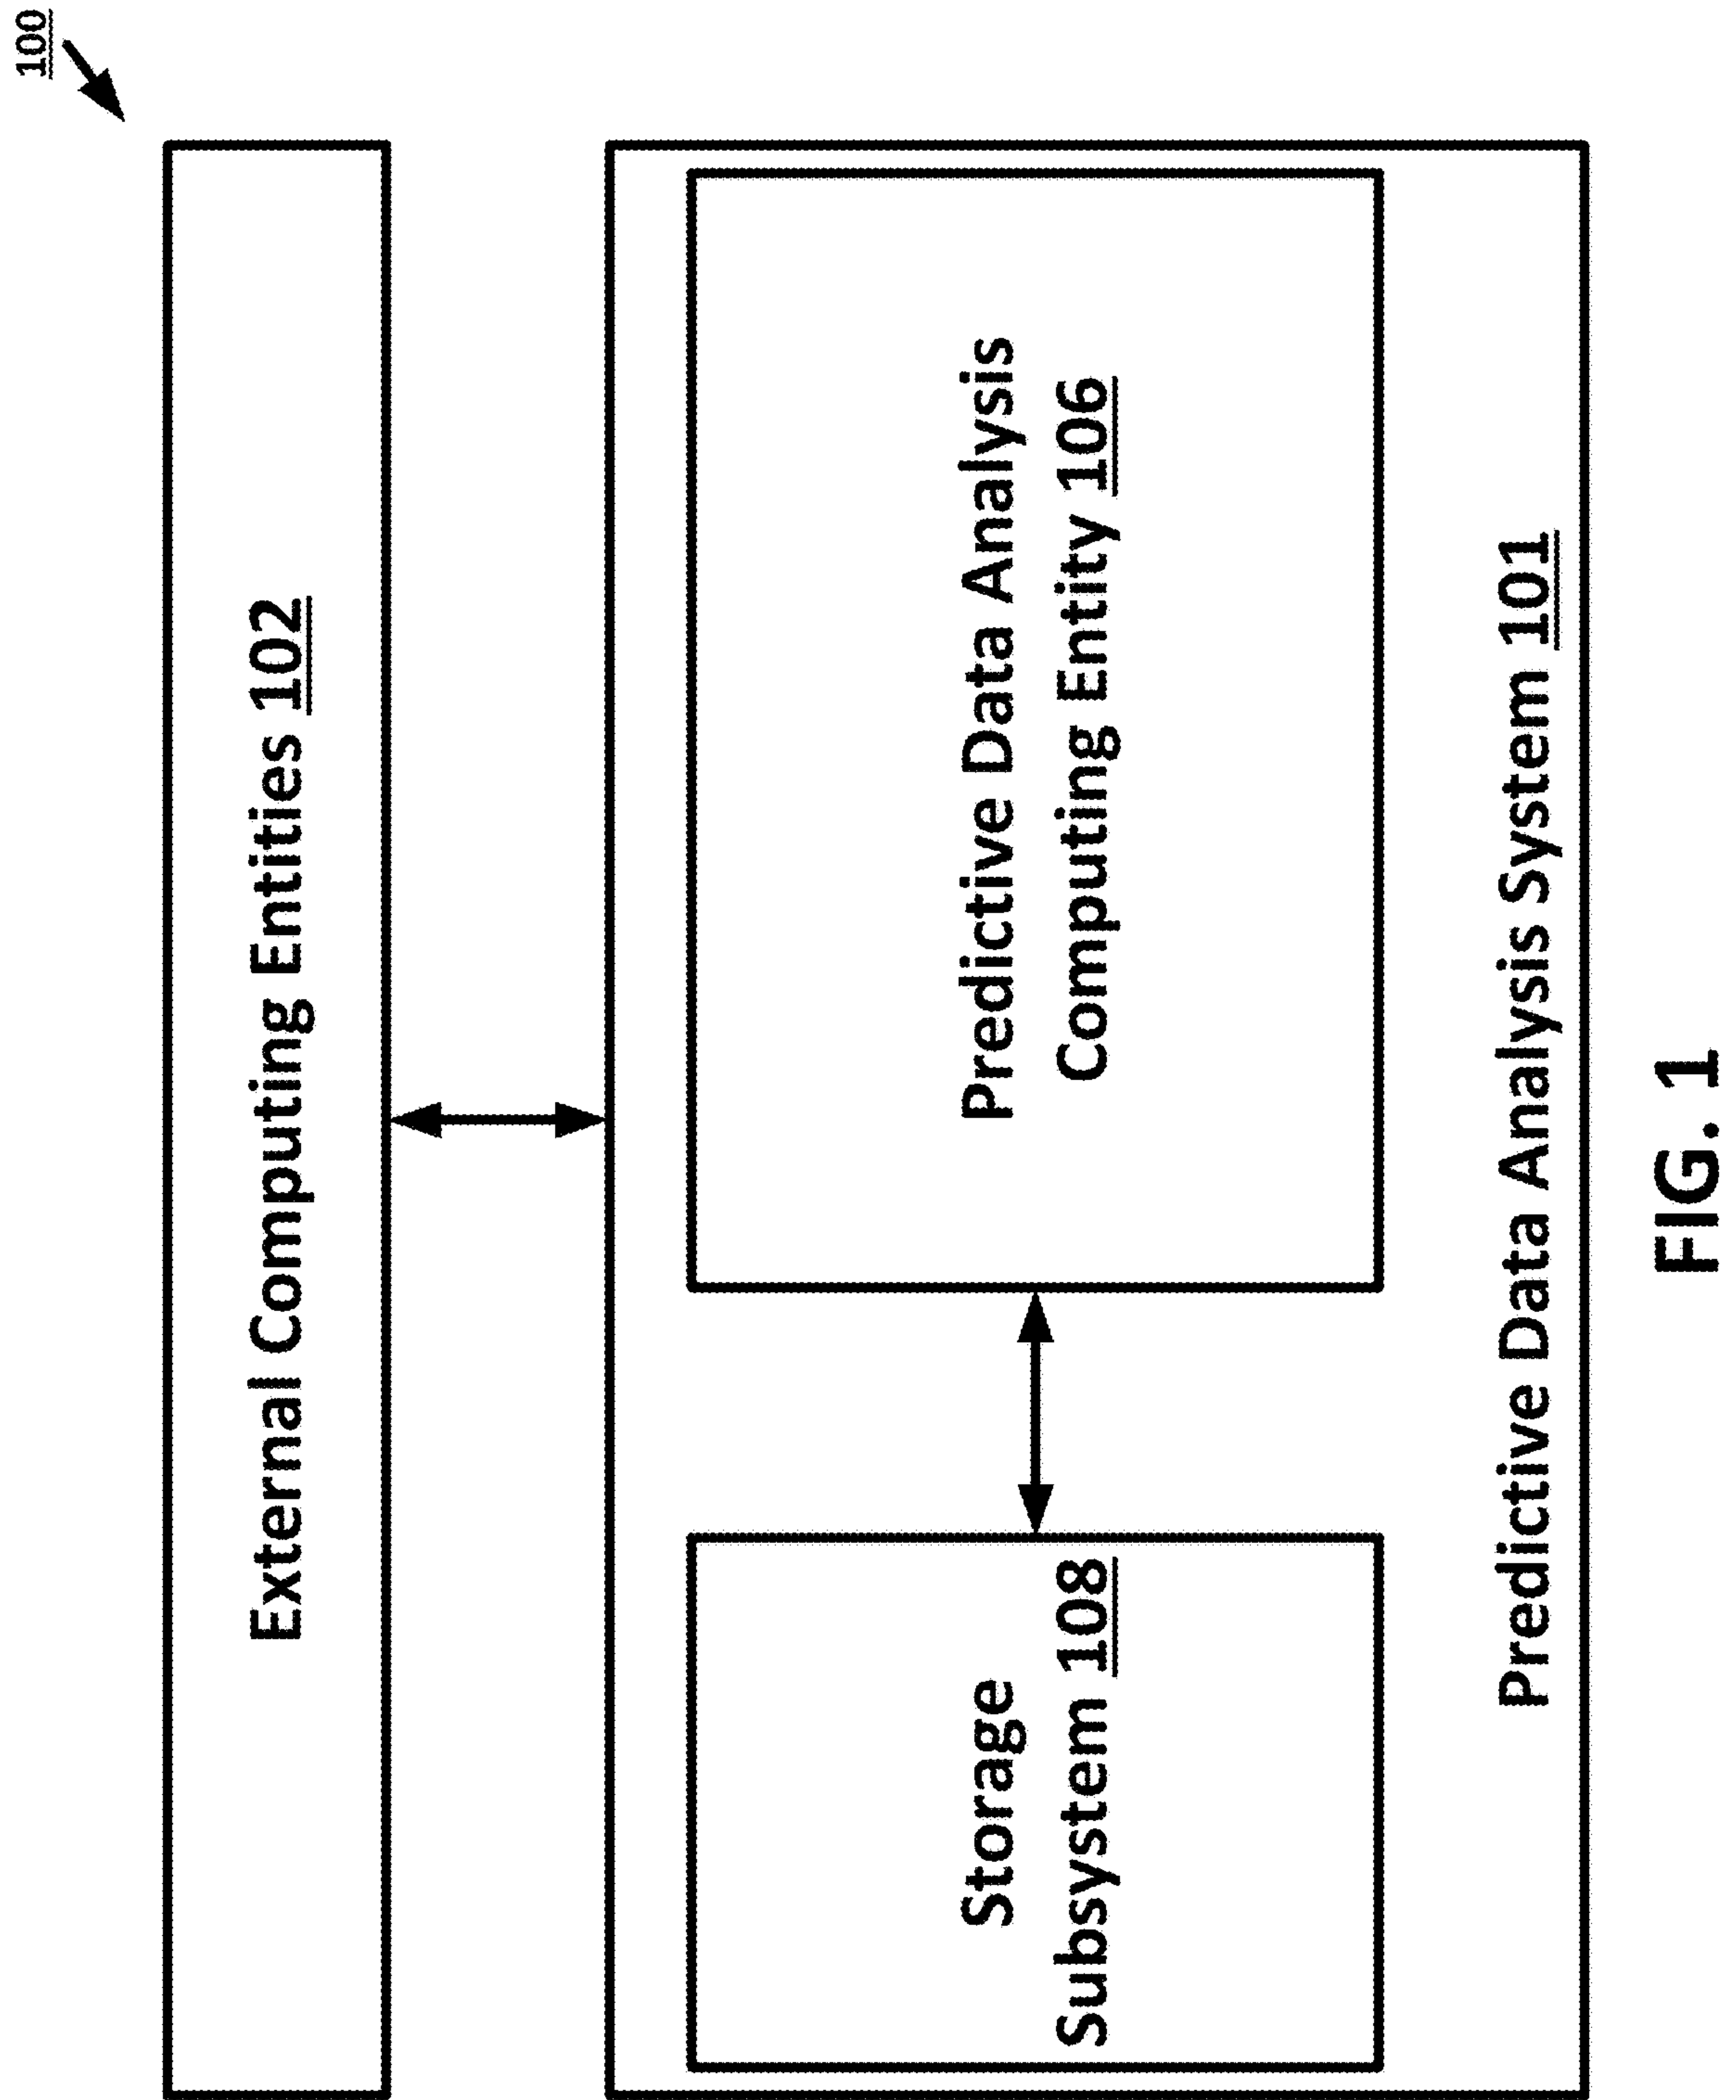 100
External Computing Entities 102
Storage
Subsystem 108
Predictive Data Analysis
Computing Entity 106
Predictive Data Analysis System 101
FIG. 1